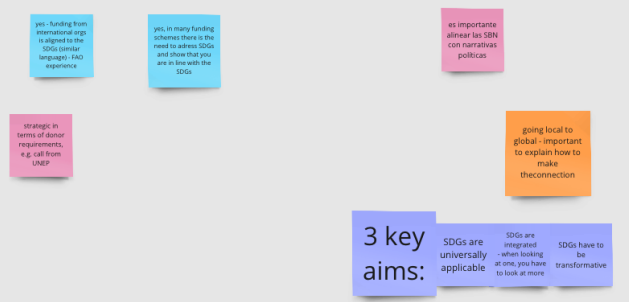 yes - funding from
international orgs
is aligned to the
SDGs (similar
language) - FAO
experience
yes, in many funding
schemes there is the
need to adress SDGs
and show that you
are in line with the
SDGs
es importante
alinear las SBN
con narrativas
políticas
strategic in
terms of donor
requirements,
e.g. call from
UNEP
going local to
global - important
to explain how to
make
theconnection
3 key
aims:
SDGs are
universally
applicable
SDGs are
integrated
- when looking
at one, you have
to look at more
SDGs have to
be
transformative